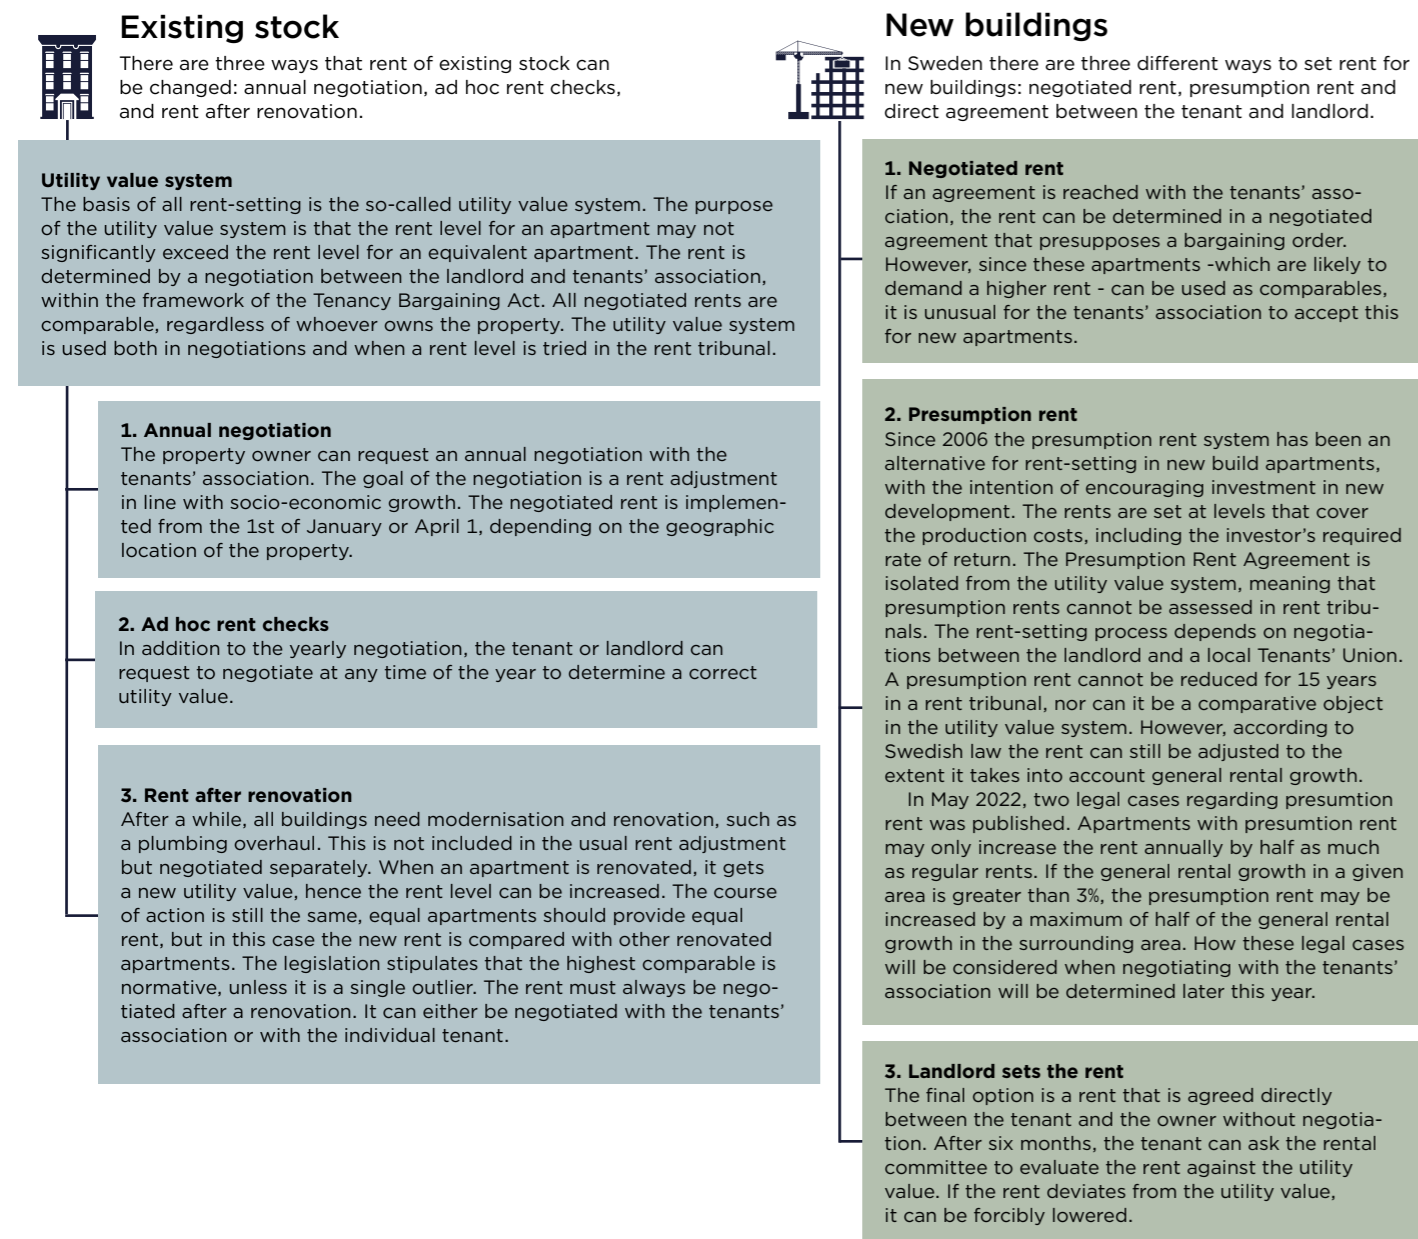 Existing stock
There are three ways that rent of existing stock can
be changed: annual negotiation, ad hoc rent checks,
and rent after renovation.
Utility value system
The basis of all rent-setting is the so-called utility value system. The purpose
of the utility value system is that the rent level for an apartment may not
significantly exceed the rent level for an equivalent apartment. The rent is
determined by a negotiation between the landlord and tenants’ association,
within the framework of the Tenancy Bargaining Act. All negotiated rents are
comparable, regardless of whoever owns the property. The utility value system
is used both in negotiations and when a rent level is tried in the rent tribunal.
1. Annual negotiation
The property owner can request an annual negotiation with the
tenants’ association. The goal of the negotiation is a rent adjustment
in line with socio-economic growth. The negotiated rent is implemen-
ted from the 1st of January or April 1, depending on the geographic
location of the property.
2. Ad hoc rent checks
In addition to the yearly negotiation, the tenant or landlord can
request to negotiate at any time of the year to determine a correct
utility value.
3. Rent after renovation
After a while, all buildings need modernisation and renovation, such as
a plumbing overhaul. This is not included in the usual rent adjustment
but negotiated separately. When an apartment is renovated, it gets
a new utility value, hence the rent level can be increased. The course
of action is still the same, equal apartments should provide equal
rent, but in this case the new rent is compared with other renovated
apartments. The legislation stipulates that the highest comparable is
normative, unless it is a single outlier. The rent must always be nego-
tiated after a renovation. It can either be negotiated with the tenants’
association or with the individual tenant.
New buildings
In Sweden there are three different ways to set rent for
new buildings: negotiated rent, presumption rent and
direct agreement between the tenant and landlord.
1. Negotiated rent
If an agreement is reached with the tenants’ asso-
ciation, the rent can be determined in a negotiated
agreement that presupposes a bargaining order.
However, since these apartments -which are likely to
demand a higher rent - can be used as comparables,
it is unusual for the tenants’ association to accept this
for new apartments.
2. Presumption rent
Since 2006 the presumption rent system has been an
alternative for rent-setting in new build apartments,
with the intention of encouraging investment in new
development. The rents are set at levels that cover
the production costs, including the investor’s required
rate of return. The Presumption Rent Agreement is
isolated from the utility value system, meaning that
presumption rents cannot be assessed in rent tribu-
nals. The rent-setting process depends on negotia-
tions between the landlord and a local Tenants’ Union.
A presumption rent cannot be reduced for 15 years
in a rent tribunal, nor can it be a comparative object
in the utility value system. However, according to
Swedish law the rent can still be adjusted to the
extent it takes into account general rental growth.
In May 2022, two legal cases regarding presumtion
rent was published. Apartments with presumtion rent
may only increase the rent annually by half as much
as regular rents. If the general rental growth in a given
area is greater than 3%, the presumption rent may be
increased by a maximum of half of the general rental
growth in the surrounding area. How these legal cases
will be considered when negotiating with the tenants’
association will be determined later this year.
3. Landlord sets the rent
The final option is a rent that is agreed directly
between the tenant and the owner without negotia-
tion. After six months, the tenant can ask the rental
committee to evaluate the rent against the utility
value. If the rent deviates from the utility value,
it can be forcibly lowered.